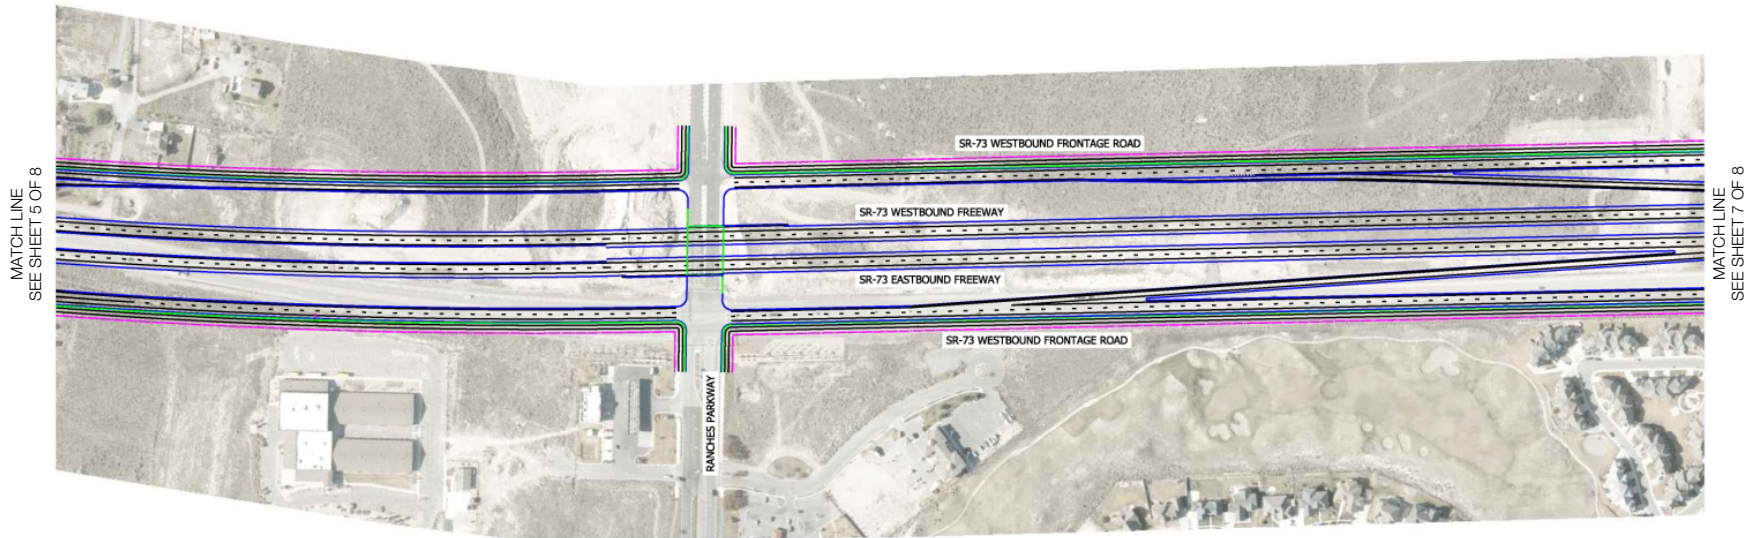 MATCH LINE
SEE SHEET 5 OF 8
SR-73 WESTBOUND FRONTAGE ROAD
SR-73 WESTBOUND FREEWAY
SR-73 EASTBOUND FREEWAY
SR-73 WESTBOUND FRONTAGE ROAD
RANCHES PARKWAY
MATCH LINE
SEE SHEET 7 OF 8